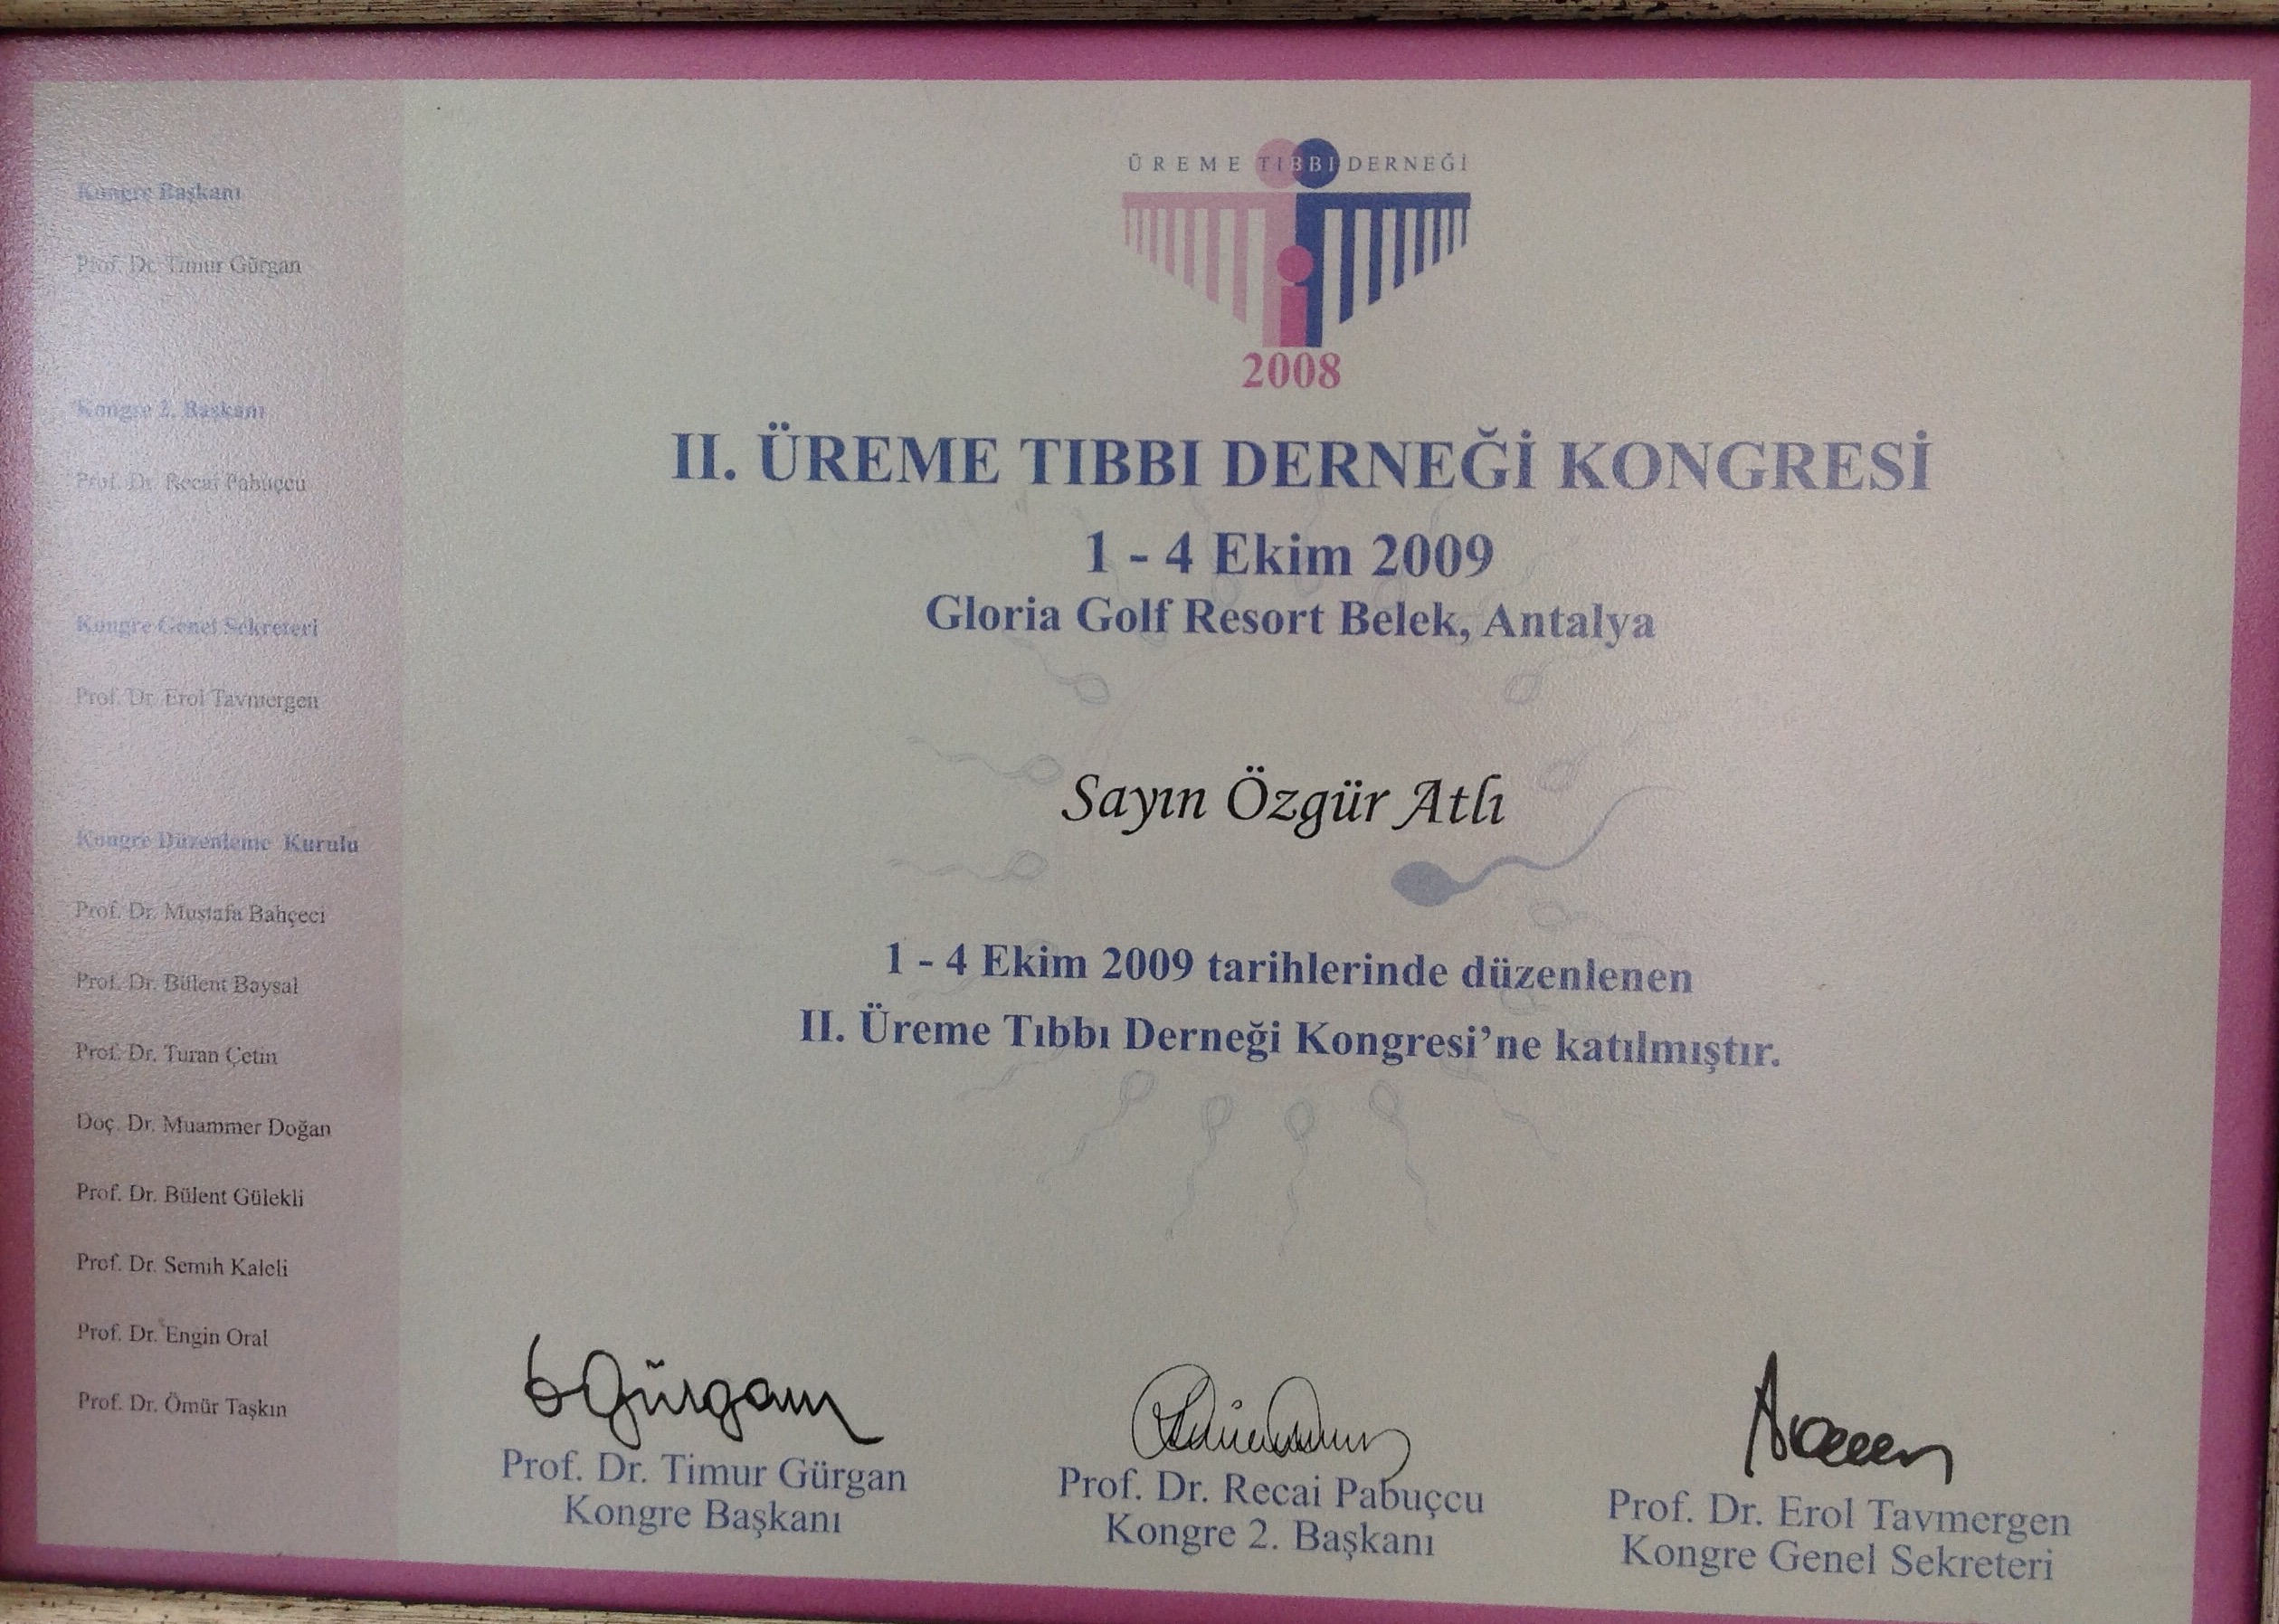 Kongre Başkanı
Prof. Dr. Timur Gürgan
Kongre 2. Başkanı
Prof. Dr. Recai Pabuçcu
Kongre Genel Sekreteri
Prof. Dr. Erol Tavmergen
Kongre Düzenleme Kurulu
Prof. Dr. Mustafa Bahçeci
Prof. Dr. Bülent Baysal
Prof. Dr. Turan Çetin
Doç. Dr. Muammer Doğan
Prof. Dr. Bülent Gülekli
Prof. Dr. Semih Kaleli
Prof. Dr. Engin Oral
Prof. Dr. Ömür Taşkın
ÜREME TIBBI DERNEĞİ
2008
II. ÜREME TIBBI DERNEĞİ KONGRESİ
1 - 4 Ekim 2009
Gloria Golf Resort Belek, Antalya
Sayın Özgür Atlı
1 - 4 Ekim 2009 tarihlerinde düzenlenen
II. Üreme Tıbbı Derneği Kongresi'ne katılmıştır.
Gürgan
Prof. Dr. Timur Gürgan
Kongre Başkanı
Prof. Dr. Recai Pabuçcu
Kongre 2. Başkanı
Prof. Dr. Erol Tavmergen
Kongre Genel Sekreteri